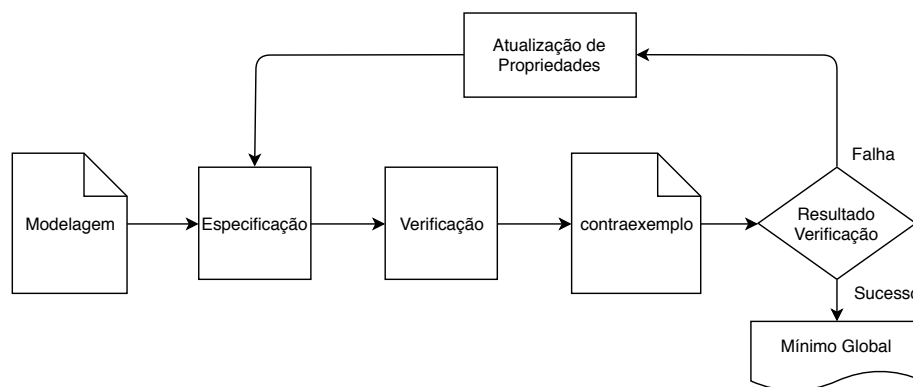 Atualização de
Propriedades
Falha
Modelagem
Especificação
Verificação
contraexemplo
Resultado
Verificação
Sucesso
Mínimo Global